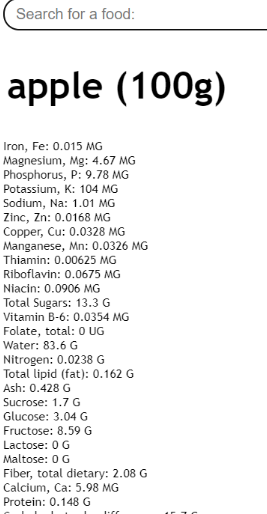 Search for a food:
apple (100g)
Iron, Fe: 0.015 MG
Magnesium, Mg: 4.67 MG
Phosphorus, P: 9.78 MG
Potassium, K: 104 MG
Sodium, Na: 1.01 MG
Zinc, Zn: 0.0168 MG
Copper, Cu: 0.0328 MG
Manganese, Mn: 0.0326 MG
Thiamin: 0.00625 MG
Riboflavin: 0.0675 MG
Niacin: 0.0906 MG
Total Sugars: 13.3 G
Vitamin B-6: 0.0354 MG
Folate, total: 0 UG
Water: 83.6 G
Nitrogen: 0.0238 G
Total lipid (fat): 0.162 G
Ash: 0.428 G
Sucrose: 1.7 G
Glucose: 3.04 G
Fructose: 8.59 G
Lactose: 0 G
Maltose: 0 G
Fiber, total dietary: 2.08 G
Calcium, Ca: 5.98 MG
Protein: 0.148 G